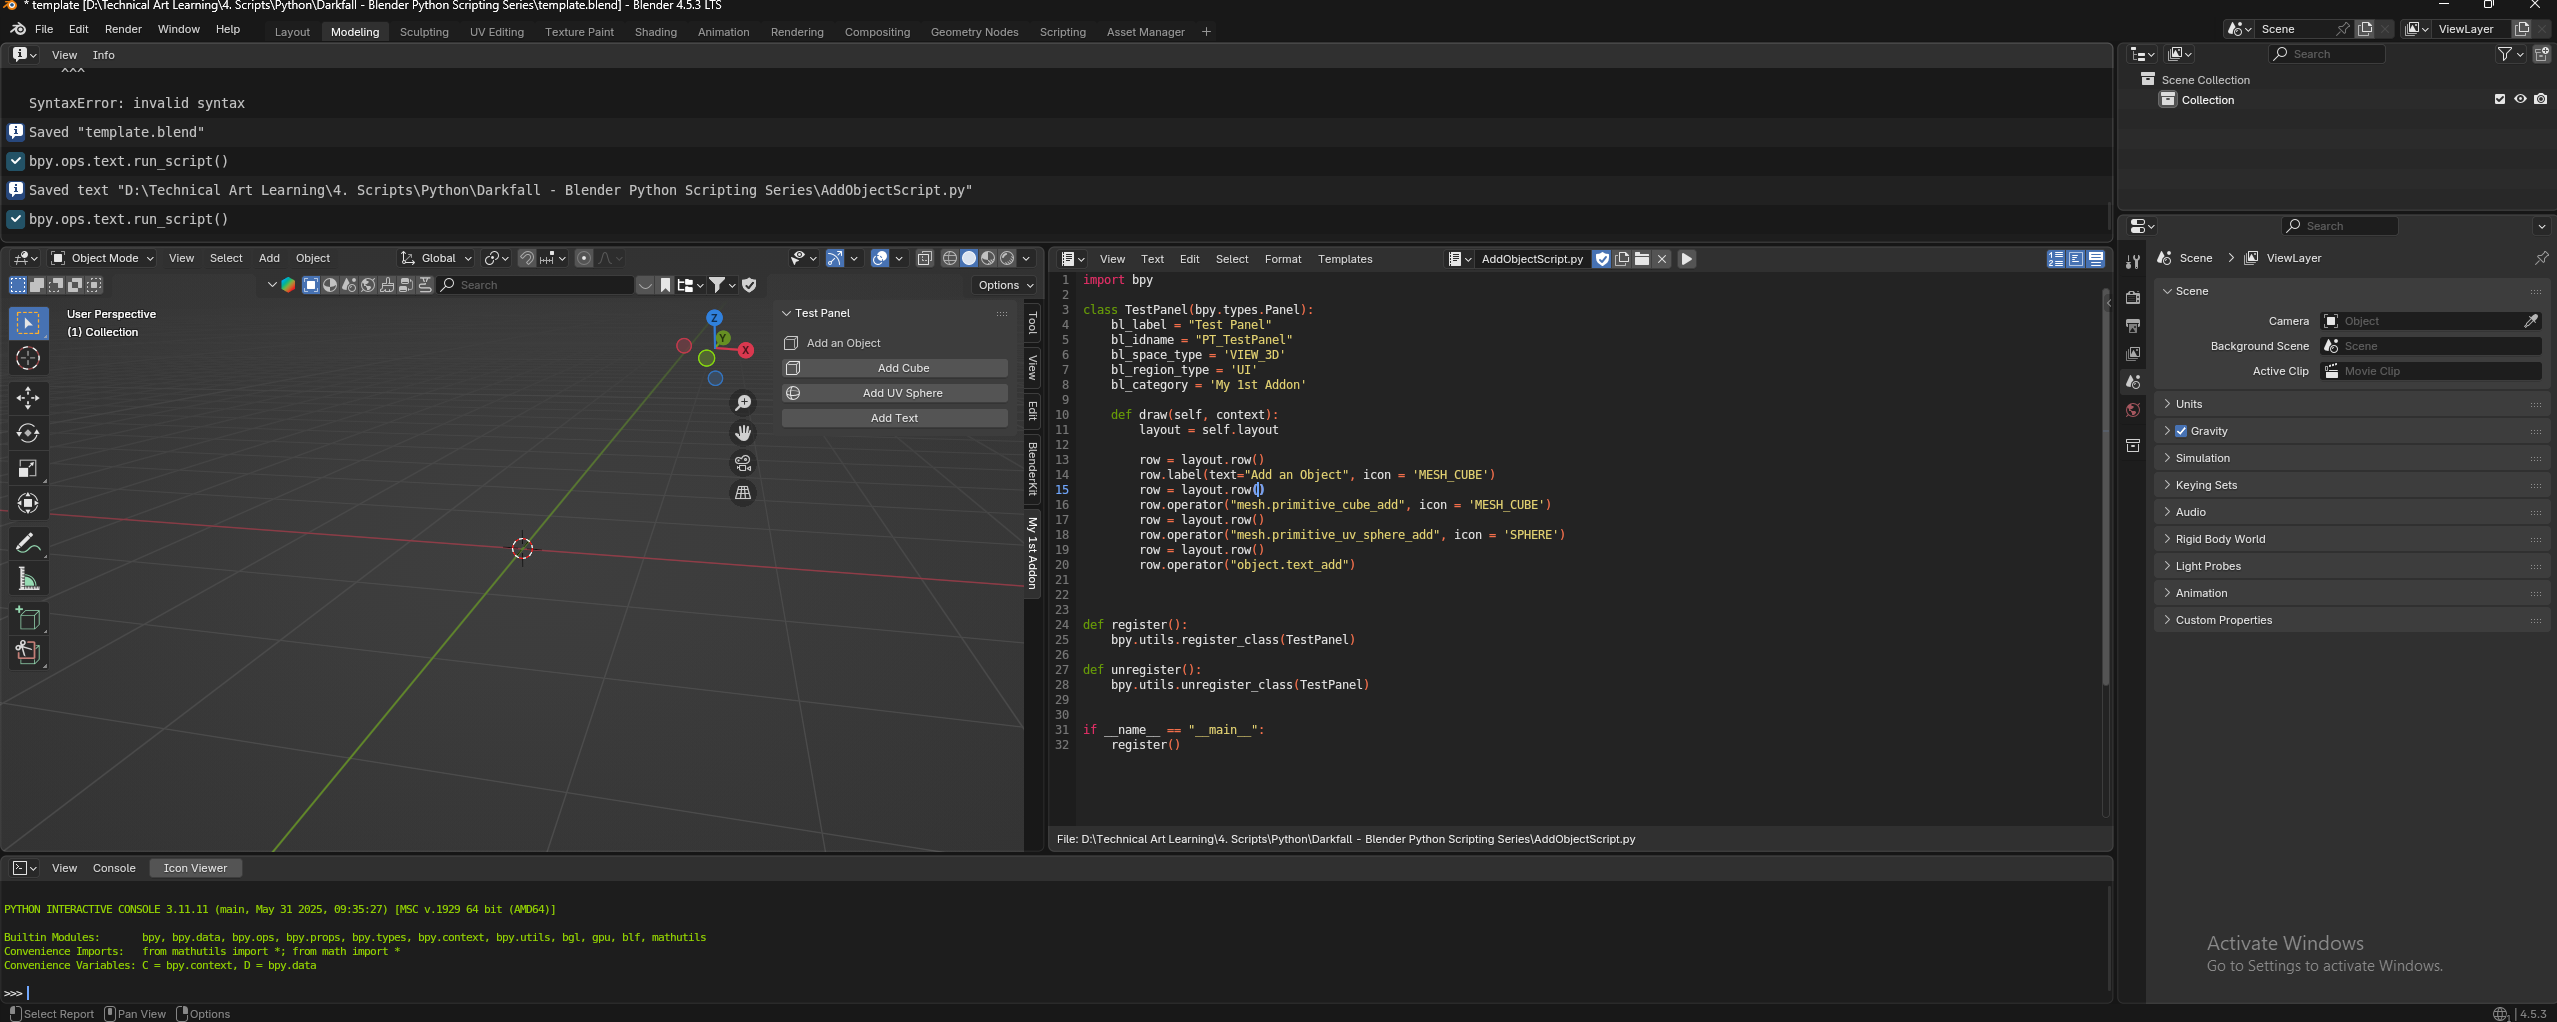 * template [D:\Technical Art Learning\4. Scripts\Python\Darkfall - Blender Python Scripting Series\template.blend] - Blender 4.5.3 LTS
File Edit Render Window Help Layout Modeling Sculpting UV Editing Texture Paint Shading Animation Rendering Compositing Geometry Nodes Scripting Asset Manager + Scene ViewLayer
View Info
^^^
SyntaxError: invalid syntax
Saved "template.blend"
bpy.ops.text.run_script()
Saved text "D:\Technical Art Learning\4. Scripts\Python\Darkfall - Blender Python Scripting Series\AddObjectScript.py"
bpy.ops.text.run_script()
Search
Scene Collection
Collection
Object Mode View Select Add Object Global
Search Options
User Perspective
(1) Collection
Z
Y
X
Test Panel
Add an Object
Add Cube
Add UV Sphere
Add Text
Tool
View
Edit
BlenderKit
My 1st Addon
View Text Edit Select Format Templates AddObjectScript.py
1 import bpy
2
3 class TestPanel(bpy.types.Panel):
4 bl_label = "Test Panel"
5 bl_idname = "PT_TestPanel"
6 bl_space_type = 'VIEW_3D'
7 bl_region_type = 'UI'
8 bl_category = 'My 1st Addon'
9
10 def draw(self, context):
11 layout = self.layout
12
13 row = layout.row()
14 row.label(text="Add an Object", icon = 'MESH_CUBE')
15 row = layout.row()
16 row.operator("mesh.primitive_cube_add", icon = 'MESH_CUBE')
17 row = layout.row()
18 row.operator("mesh.primitive_uv_sphere_add", icon = 'SPHERE')
19 row = layout.row()
20 row.operator("object.text_add")
21
22
23
24 def register():
25 bpy.utils.register_class(TestPanel)
26
27 def unregister():
28 bpy.utils.unregister_class(TestPanel)
29
30
31 if __name__ == "__main__":
32 register()
File: D:\Technical Art Learning\4. Scripts\Python\Darkfall - Blender Python Scripting Series\AddObjectScript.py
Search
Scene > ViewLayer
Scene
Camera Object
Background Scene Scene
Active Clip Movie Clip
Units
Gravity
Simulation
Keying Sets
Audio
Rigid Body World
Light Probes
Animation
Custom Properties
View Console Icon Viewer
PYTHON INTERACTIVE CONSOLE 3.11.11 (main, May 31 2025, 09:35:27) [MSC v.1929 64 bit (AMD64)]
Builtin Modules: bpy, bpy.data, bpy.ops, bpy.props, bpy.types, bpy.context, bpy.utils, bgl, gpu, blf, mathutils
Convenience Imports: from mathutils import *; from math import *
Convenience Variables: C = bpy.context, D = bpy.data
>>>
Activate Windows
Go to Settings to activate Windows.
Select Report Pan View Options 4.5.3